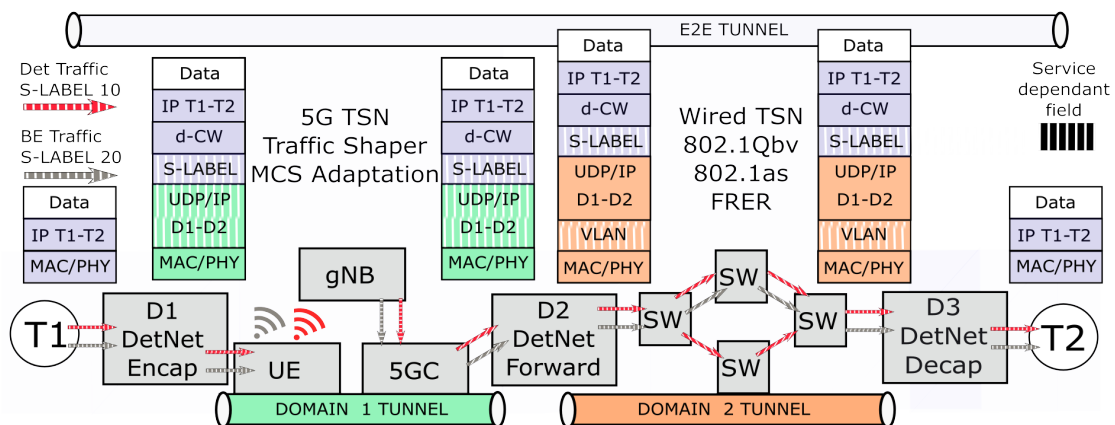 E2E TUNNEL
Det Traffic
S-LABEL 10
BE Traffic
S-LABEL 20
Data
IP T1-T2
MAC/PHY
Data
IP T1-T2
d-CW
S-LABEL
UDP/IP
D1-D2
MAC/PHY
5G TSN
Traffic Shaper
MCS Adaptation
Data
IP T1-T2
d-CW
S-LABEL
UDP/IP
D1-D2
MAC/PHY
Data
IP T1-T2
d-CW
S-LABEL
UDP/IP
D1-D2
VLAN
MAC/PHY
Wired TSN
802.1Qbv
802.1as
FRER
Data
IP T1-T2
d-CW
S-LABEL
UDP/IP
D1-D2
VLAN
MAC/PHY
Service
dependant
field
Data
IP T1-T2
MAC/PHY
T1
D1
DetNet
Encap
UE
gNB
5GC
D2
DetNet
Forward
SW
SW
SW
SW
D3
DetNet
Decap
T2
DOMAIN 1 TUNNEL
DOMAIN 2 TUNNEL